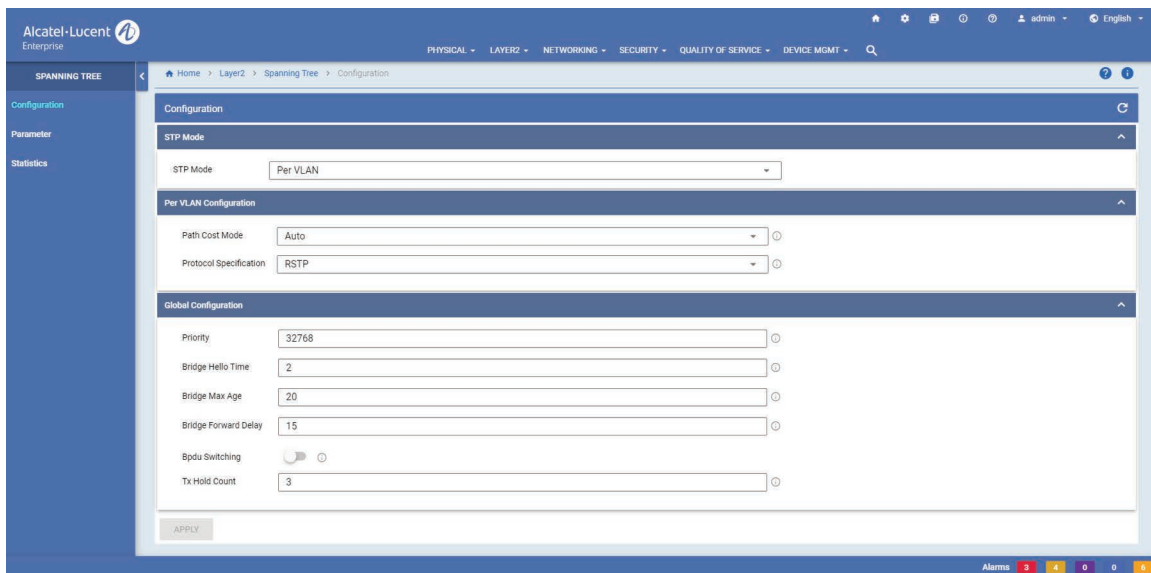 Alcatel·Lucent
Enterprise
admin
English
PHYSICAL LAYER2 NETWORKING SECURITY QUALITY OF SERVICE DEVICE MGMT
SPANNING TREE
Home > Layer2 > Spanning Tree > Configuration
Configuration
Parameter
Statistics
Configuration
STP Mode
STP Mode Per VLAN
Per VLAN Configuration
Path Cost Mode Auto
Protocol Specification RSTP
Global Configuration
Priority 32768
Bridge Hello Time 2
Bridge Max Age 20
Bridge Forward Delay 15
Bpdu Switching
Tx Hold Count 3
APPLY
Alarms 3 4 0 0 6